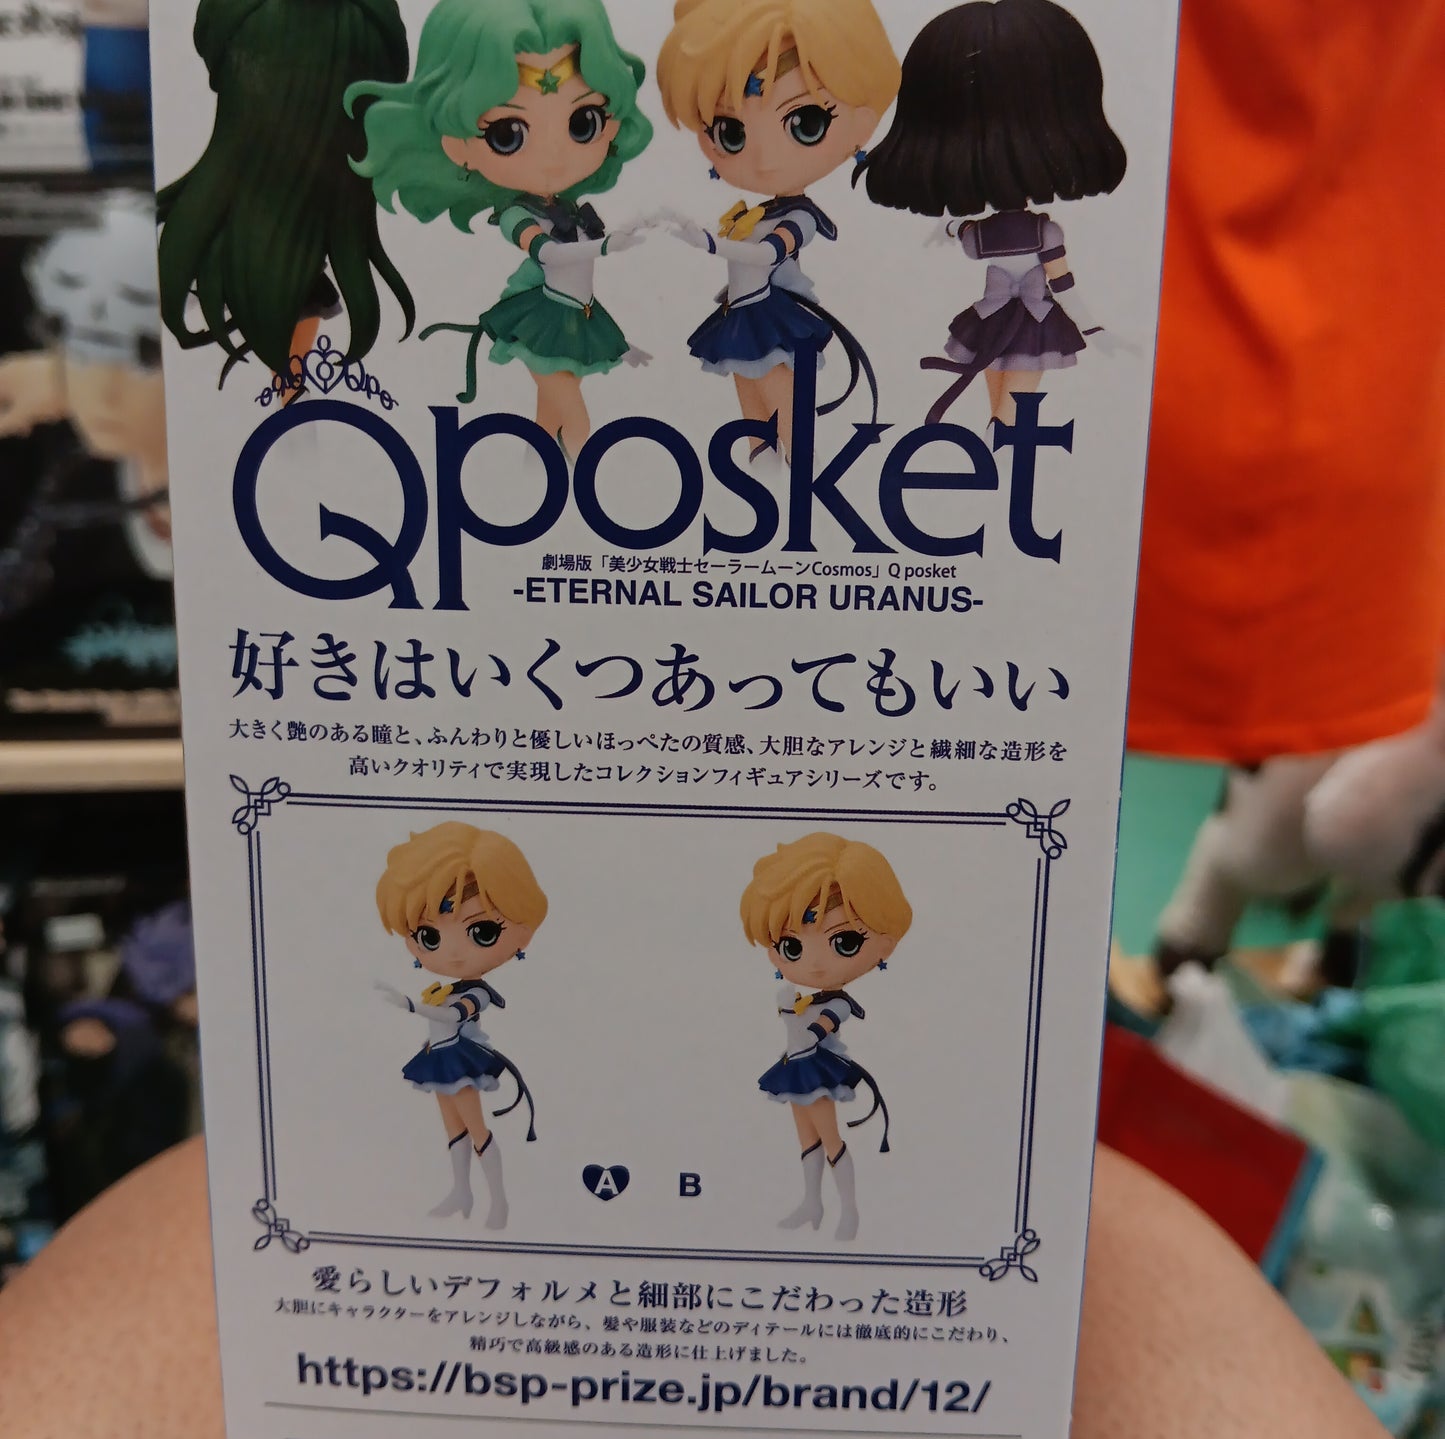 Qposket
劇場版「美少女戦士セーラームーンCosmos」Q posket
-ETERNAL SAILOR URANUS-
好きはいくつあってもいい
大きく艶のある瞳と、ふんわりと優しいほっぺたの質感、大胆なアレンジと繊細な造形を
高いクオリティで実現したコレクションフィギュアシリーズです。
A B
愛らしいデフォルメと細部にこだわった造形
大胆にキャラクターをアレンジしながら、髪や服装などのディテールには徹底的にこだわり、
精巧で高級感のある造形に仕上げました。
https://bsp-prize.jp/brand/12/